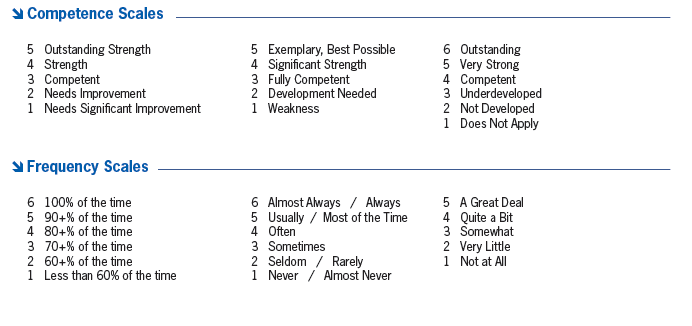 Competence Scales
5 Outstanding Strength
4 Strength
3 Competent
2 Needs Improvement
1 Needs Significant Improvement
5 Exemplary, Best Possible
4 Significant Strength
3 Fully Competent
2 Development Needed
1 Weakness
6 Outstanding
5 Very Strong
4 Competent
3 Underdeveloped
2 Not Developed
1 Does Not Apply
Frequency Scales
6 100% of the time
5 90+% of the time
4 80+% of the time
3 70+% of the time
2 60+% of the time
1 Less than 60% of the time
6 Almost Always / Always
5 Usually / Most of the Time
4 Often
3 Sometimes
2 Seldom / Rarely
1 Never / Almost Never
5 A Great Deal
4 Quite a Bit
3 Somewhat
2 Very Little
1 Not at All